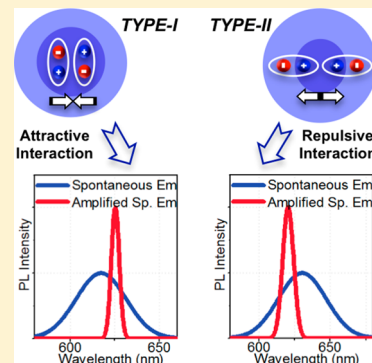 TYPE-I
TYPE-II
Attractive
Interaction
Repulsive
Interaction
Spontaneous Em
Amplified Sp. Em
PL Intensity
600 650
Wavelength (nm)
Spontaneous Em
Amplified Sp. Em
PL Intensity
600 650
Wavelength (nm)